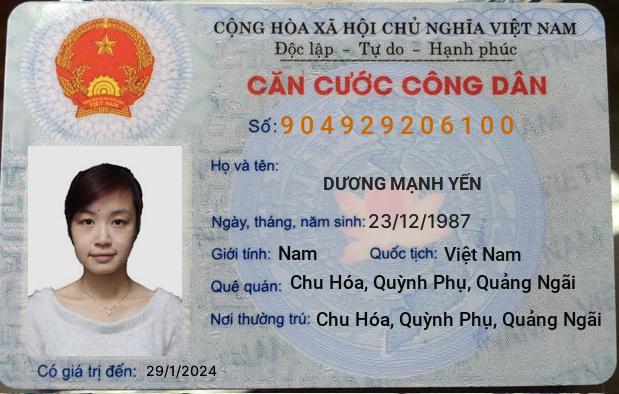 CỘNG HÒA XÃ HỘI CHỦ NGHĨA VIỆT NAM
Độc lập - Tự do - Hạnh phúc
CĂN CƯỚC CÔNG DÂN
Số: 904929206100
Họ và tên:
DƯƠNG MẠNH YẾN
Ngày, tháng, năm sinh: 23/12/1987
Giới tính: Nam Quốc tịch: Việt Nam
Quê quán: Chu Hóa, Quỳnh Phụ, Quảng Ngãi
Nơi thường trú: Chu Hóa, Quỳnh Phụ, Quảng Ngãi
Có giá trị đến: 29/1/2024